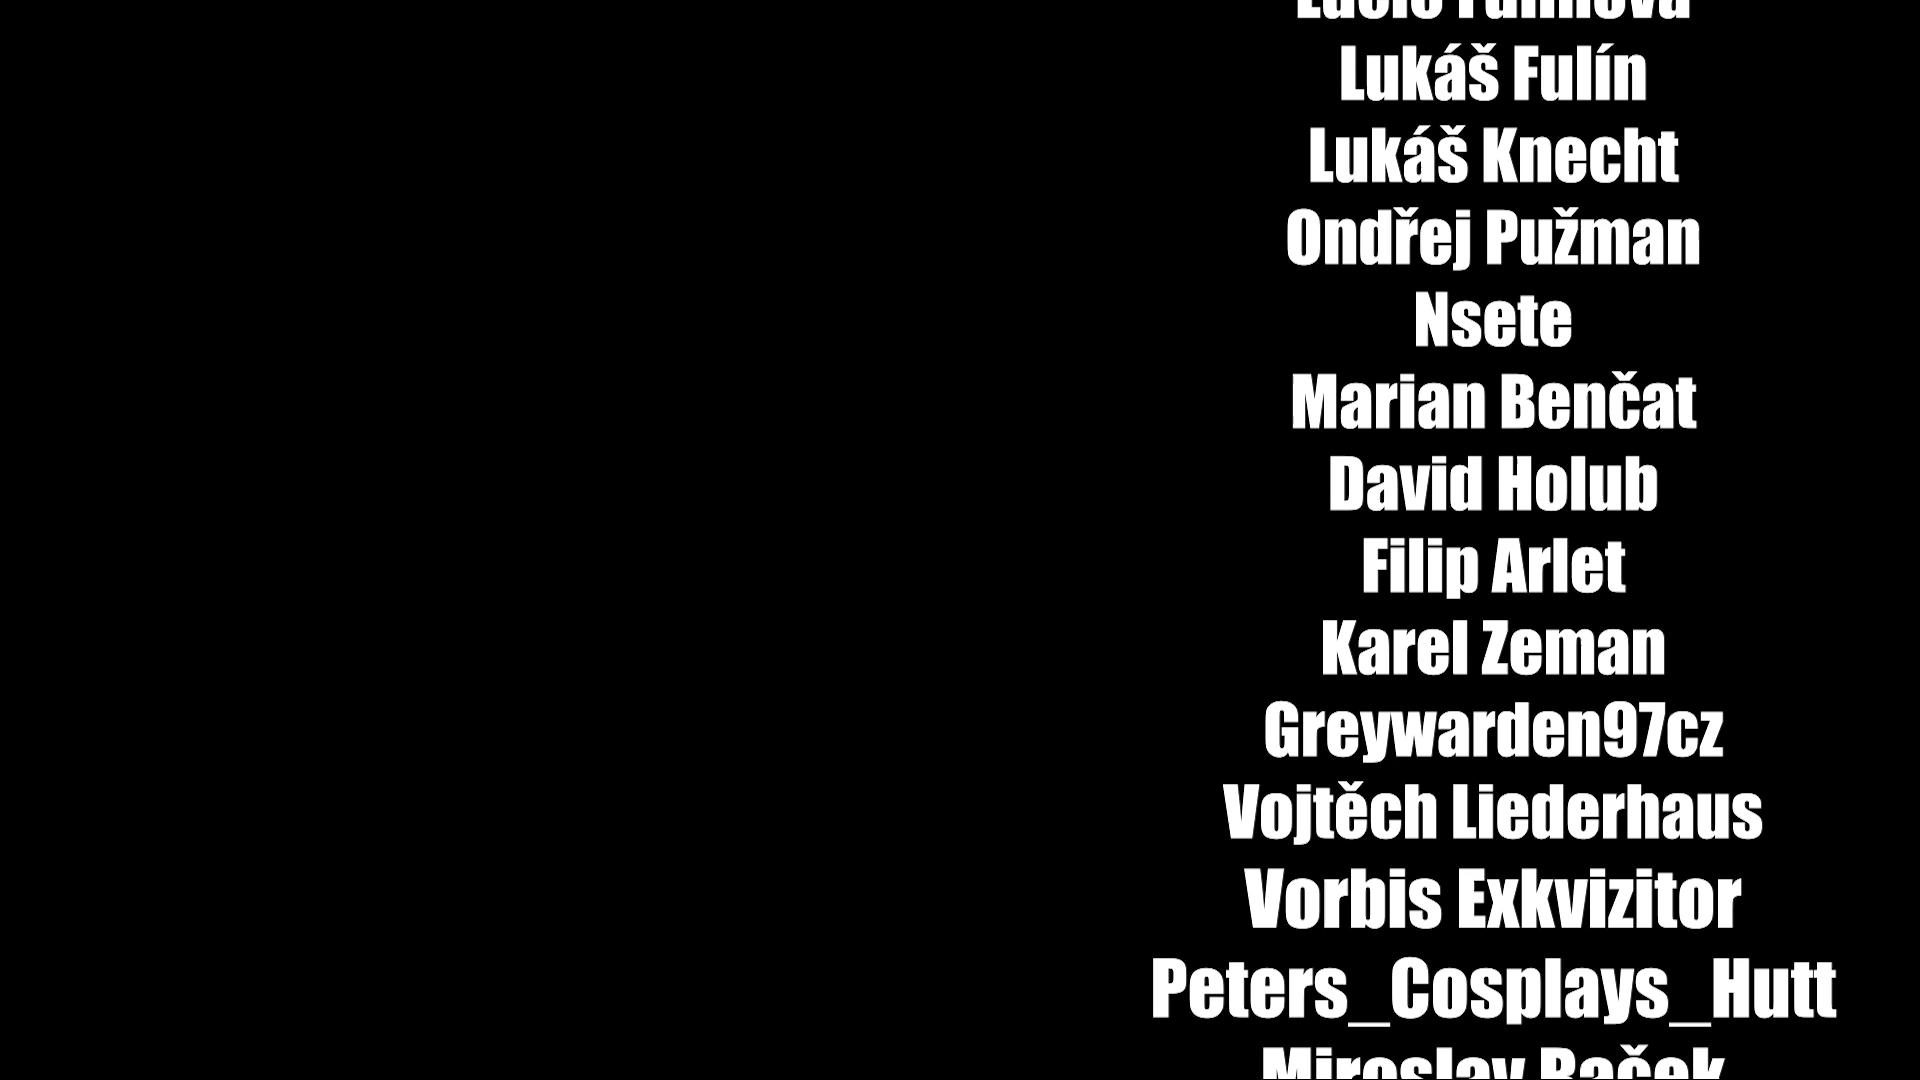 Lukáš Fulín
Lukáš Knecht
Ondřej Pužman
Nsete
Marian Benčat
David Holub
Filip Arlet
Karel Zeman
Greywarden97cz
Vojtěch Liederhaus
Vorbis Exkvizitor
Peters_Cosplays_Hutt
Miroslav